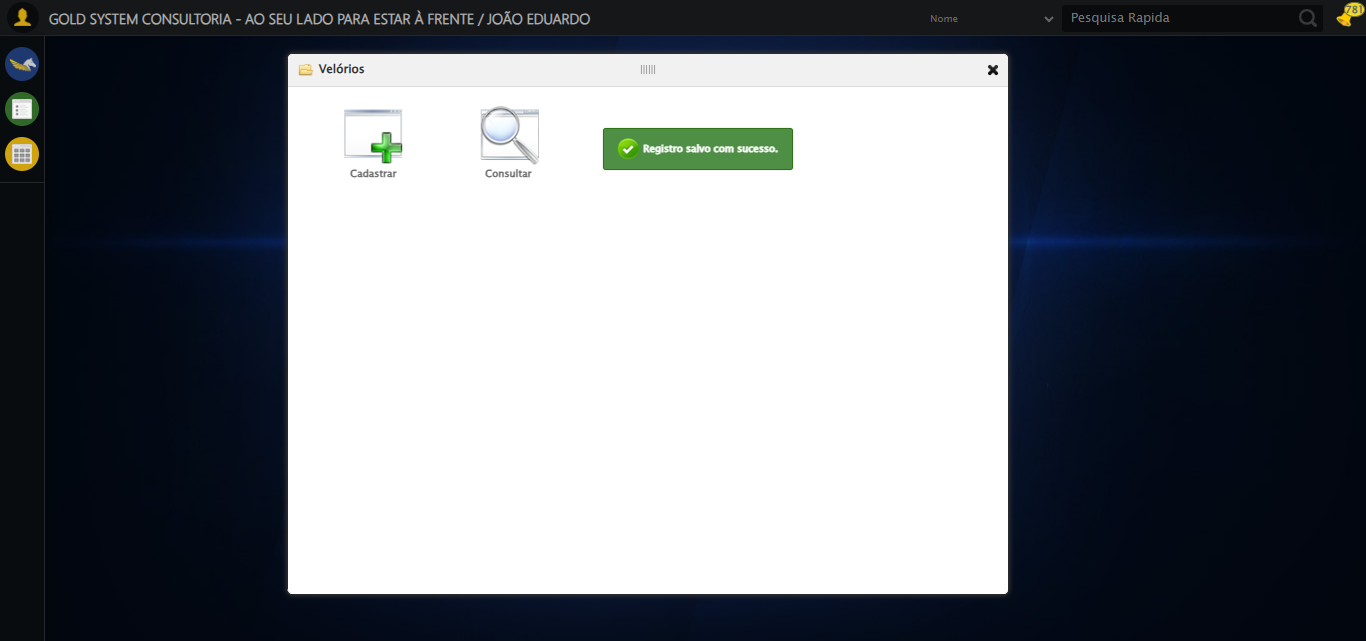 GOLD SYSTEM CONSULTORIA - AO SEU LADO PARA ESTAR À FRENTE / JOÃO EDUARDO
Nome
Pesquisa Rapida
781
Velórios
Cadastrar
Consultar
Registro salvo com sucesso.